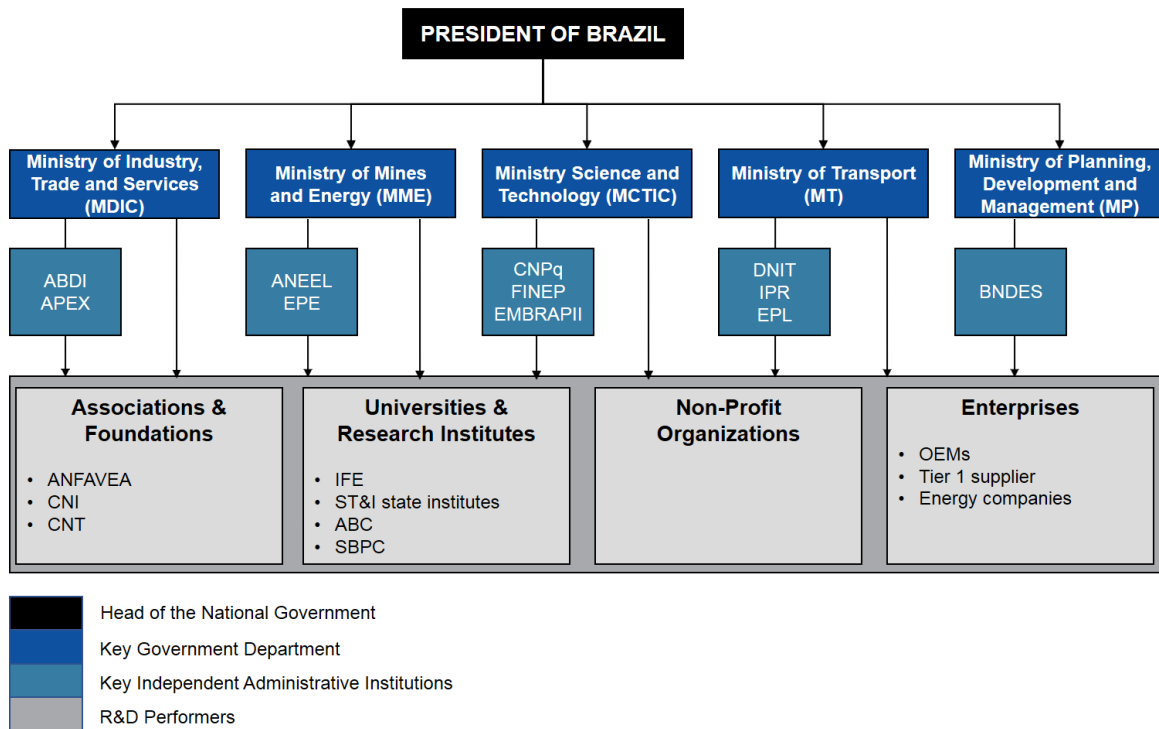 PRESIDENT OF BRAZIL
Ministry of Industry,
Trade and Services
(MDIC)
Ministry of Mines
and Energy (MME)
Ministry Science and
Technology (MCTIC)
Ministry of Transport
(MT)
Ministry of Planning,
Development and
Management (MP)
ABDI
APEX
ANEEL
EPE
CNPq
FINEP
EMBRAPII
DNIT
IPR
EPL
BNDES
Associations &
Foundations
• ANFAVEA
• CNI
• CNT
Universities &
Research Institutes
• IFE
• ST&I state institutes
• ABC
• SBPC
Non-Profit
Organizations
Enterprises
• OEMs
• Tier 1 supplier
• Energy companies
Head of the National Government
Key Government Department
Key Independent Administrative Institutions
R&D Performers